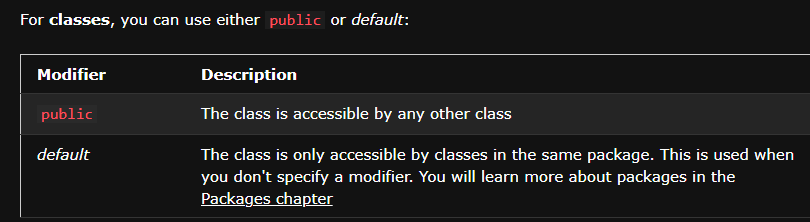 For classes, you can use either public or default:
Modifier Description
public The class is accessible by any other class
default The class is only accessible by classes in the same package. This is used when
you don't specify a modifier. You will learn more about packages in the
Packages chapter